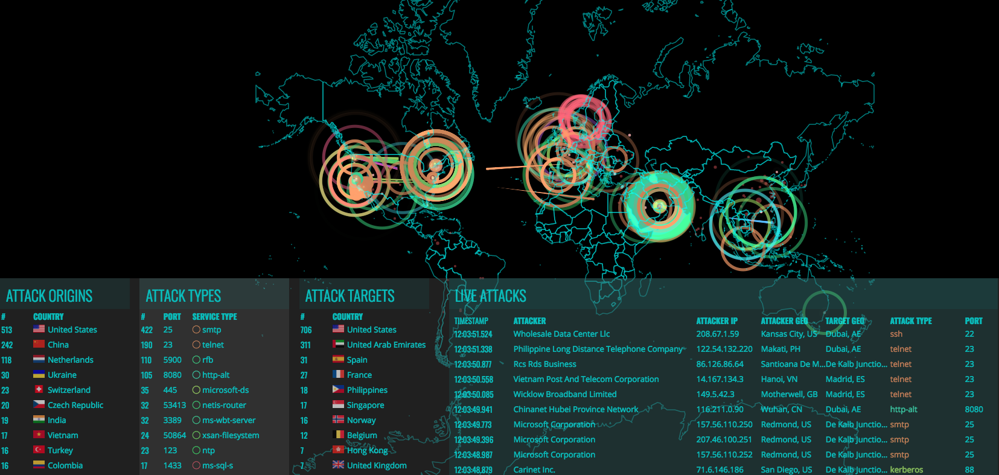 ATTACK ORIGINS
# COUNTRY
513 United States
242 China
118 Netherlands
30 Ukraine
23 Switzerland
20 Czech Republic
19 India
17 Vietnam
16 Turkey
16 Colombia
ATTACK TYPES
# PORT SERVICE TYPE
422 25 smtp
190 23 telnet
110 5900 rfb
105 8080 http-alt
35 445 microsoft-ds
32 53413 netis-router
32 3389 ms-wbt-server
24 50864 xsan-filesystem
23 123 ntp
17 1433 ms-sql-s
ATTACK TARGETS
# COUNTRY
706 United States
311 United Arab Emirates
31 Spain
27 France
18 Philippines
17 Singapore
16 Norway
12 Belgium
7 Hong Kong
7 United Kingdom
LIVE ATTACKS
TIMESTAMP ATTACKER ATTACKER IP ATTACKER GEO TARGET GEO ATTACK TYPE PORT
12:03:51.524 Wholesale Data Center Llc 208.67.1.59 Kansas City, US Dubai, AE ssh 22
12:03:51.338 Philippine Long Distance Telephone Company 122.54.132.220 Makati, PH Dubai, AE telnet 23
12:03:50.877 Rcs Rds Business 86.126.86.64 Santioana De M... De Kalb Junctio... telnet 23
12:03:50.558 Vietnam Post And Telecom Corporation 14.167.134.3 Hanoi, VN Madrid, ES telnet 23
12:03:50.085 Wicklow Broadband Limited 149.5.42.3 Motherwell, GB Madrid, ES telnet 23
12:03:49.941 Chinanet Hubei Province Network 116.211.0.90 Wuhan, CN Dubai, AE http-alt 8080
12:03:49.773 Microsoft Corporation 157.56.110.250 Redmond, US De Kalb Junctio... smtp 25
12:03:49.396 Microsoft Corporation 207.46.100.251 Redmond, US De Kalb Junctio... smtp 25
12:03:48.987 Microsoft Corporation 157.56.110.252 Redmond, US De Kalb Junctio... smtp 25
12:03:48.879 Carinet Inc. 71.6.146.186 San Diego, US De Kalb Junctio... kerberos 88